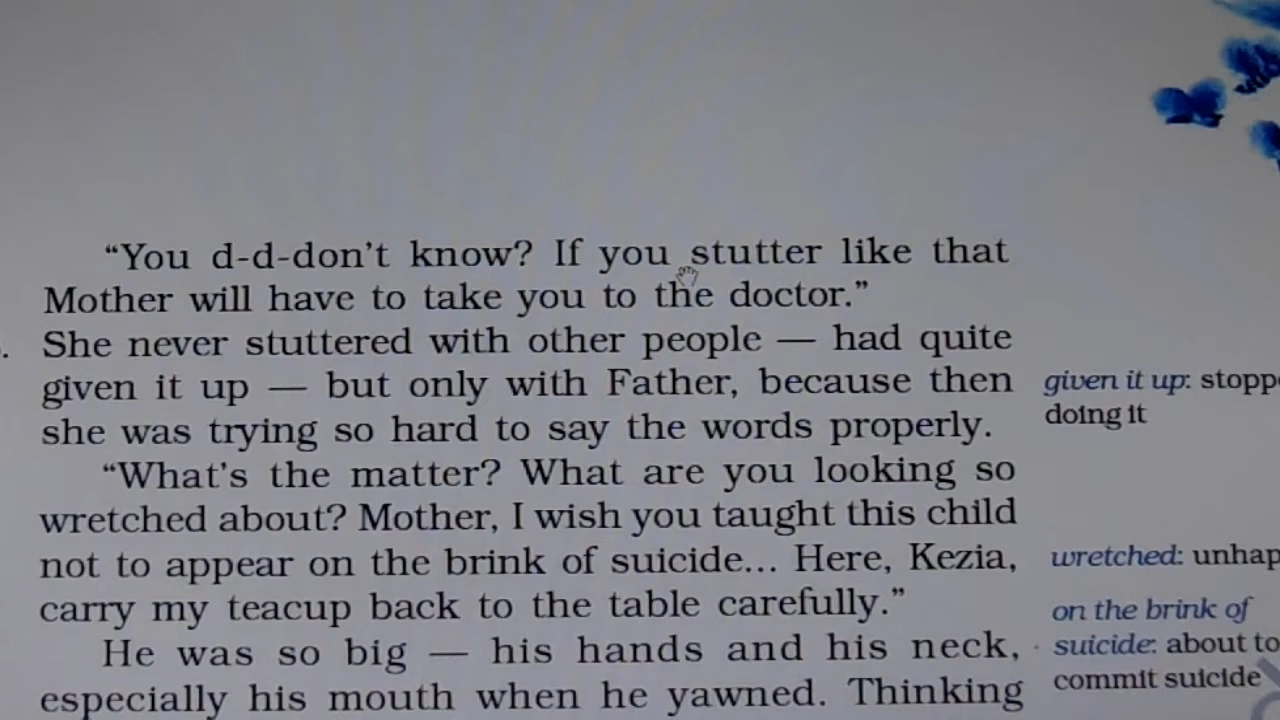 “You d-d-don’t know? If you stutter like that
Mother will have to take you to the doctor.”
She never stuttered with other people — had quite
given it up — but only with Father, because then
she was trying so hard to say the words properly.
“What’s the matter? What are you looking so
wretched about? Mother, I wish you taught this child
not to appear on the brink of suicide... Here, Kezia,
carry my teacup back to the table carefully.”
He was so big — his hands and his neck,
especially his mouth when he yawned. Thinking
given it up: stopp
doing it
wretched: unhap
on the brink of
suicide: about to
commit suicide